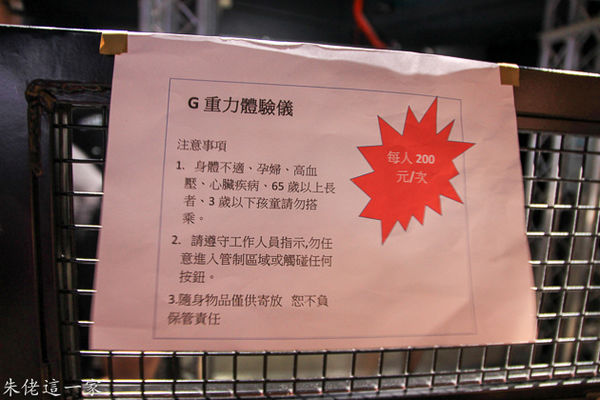 G 重力體驗儀
每人 200
元/次
注意事項
1. 身體不適、孕婦、高血
壓、心臟疾病、65 歲以上長
者、3 歲以下孩童請勿搭
乘。
2. 請遵守工作人員指示,勿任
意進入管制區域或觸碰任何
按鈕。
3.隨身物品僅供寄放 恕不負
保管責任
朱佬這一家